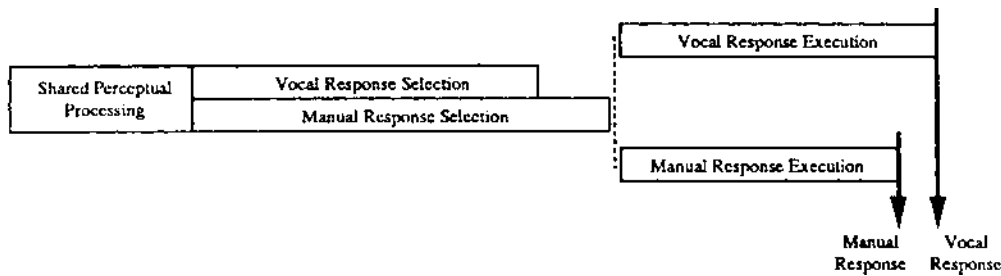 Vocal Response Execution
Shared Perceptual
Processing
Vocal Response Selection
Manual Response Selection
Manual Response Execution
Manual
Response
Vocal
Response